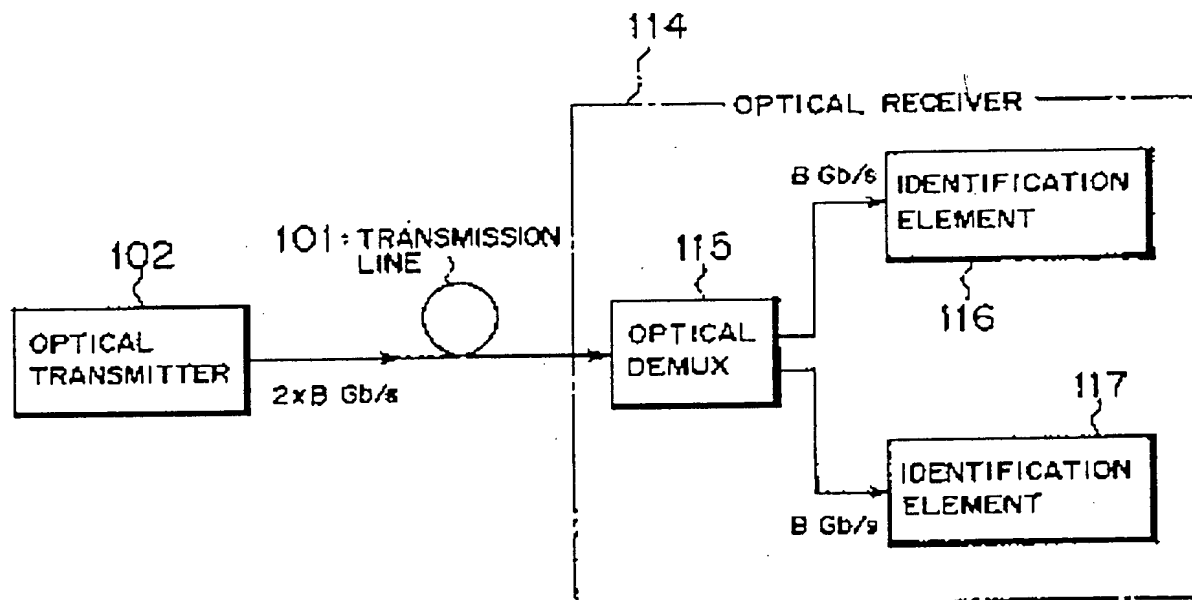 114
OPTICAL RECEIVER
B Gb/s
IDENTIFICATION
ELEMENT
116
101: TRANSMISSION
LINE
102
OPTICAL
TRANSMITTER
2xB Gb/s
115
OPTICAL
DEMUX
117
IDENTIFICATION
ELEMENT
B Gb/s